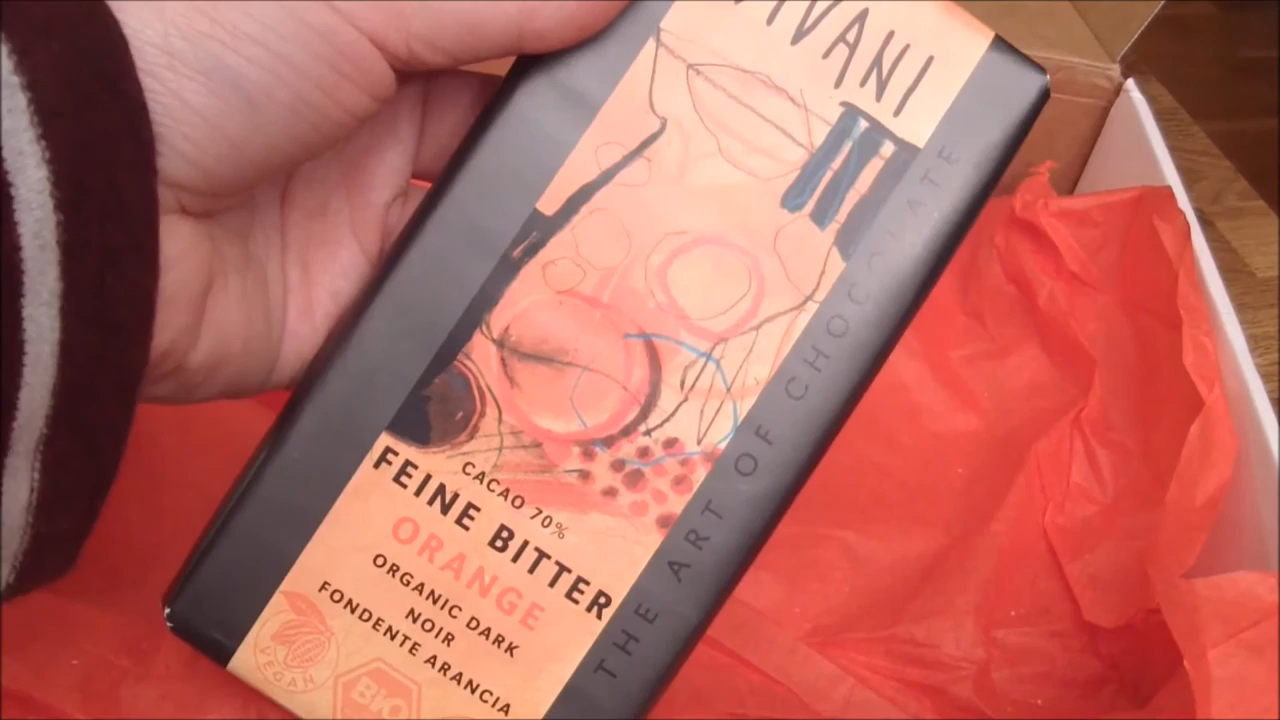 VIVANI
CACAO 70%
FEINE BITTER
ORANGE
ORGANIC DARK
NOIR
FONDENTE ARANCIA
VEGAN
BIO
THE ART OF CHOCOLATE